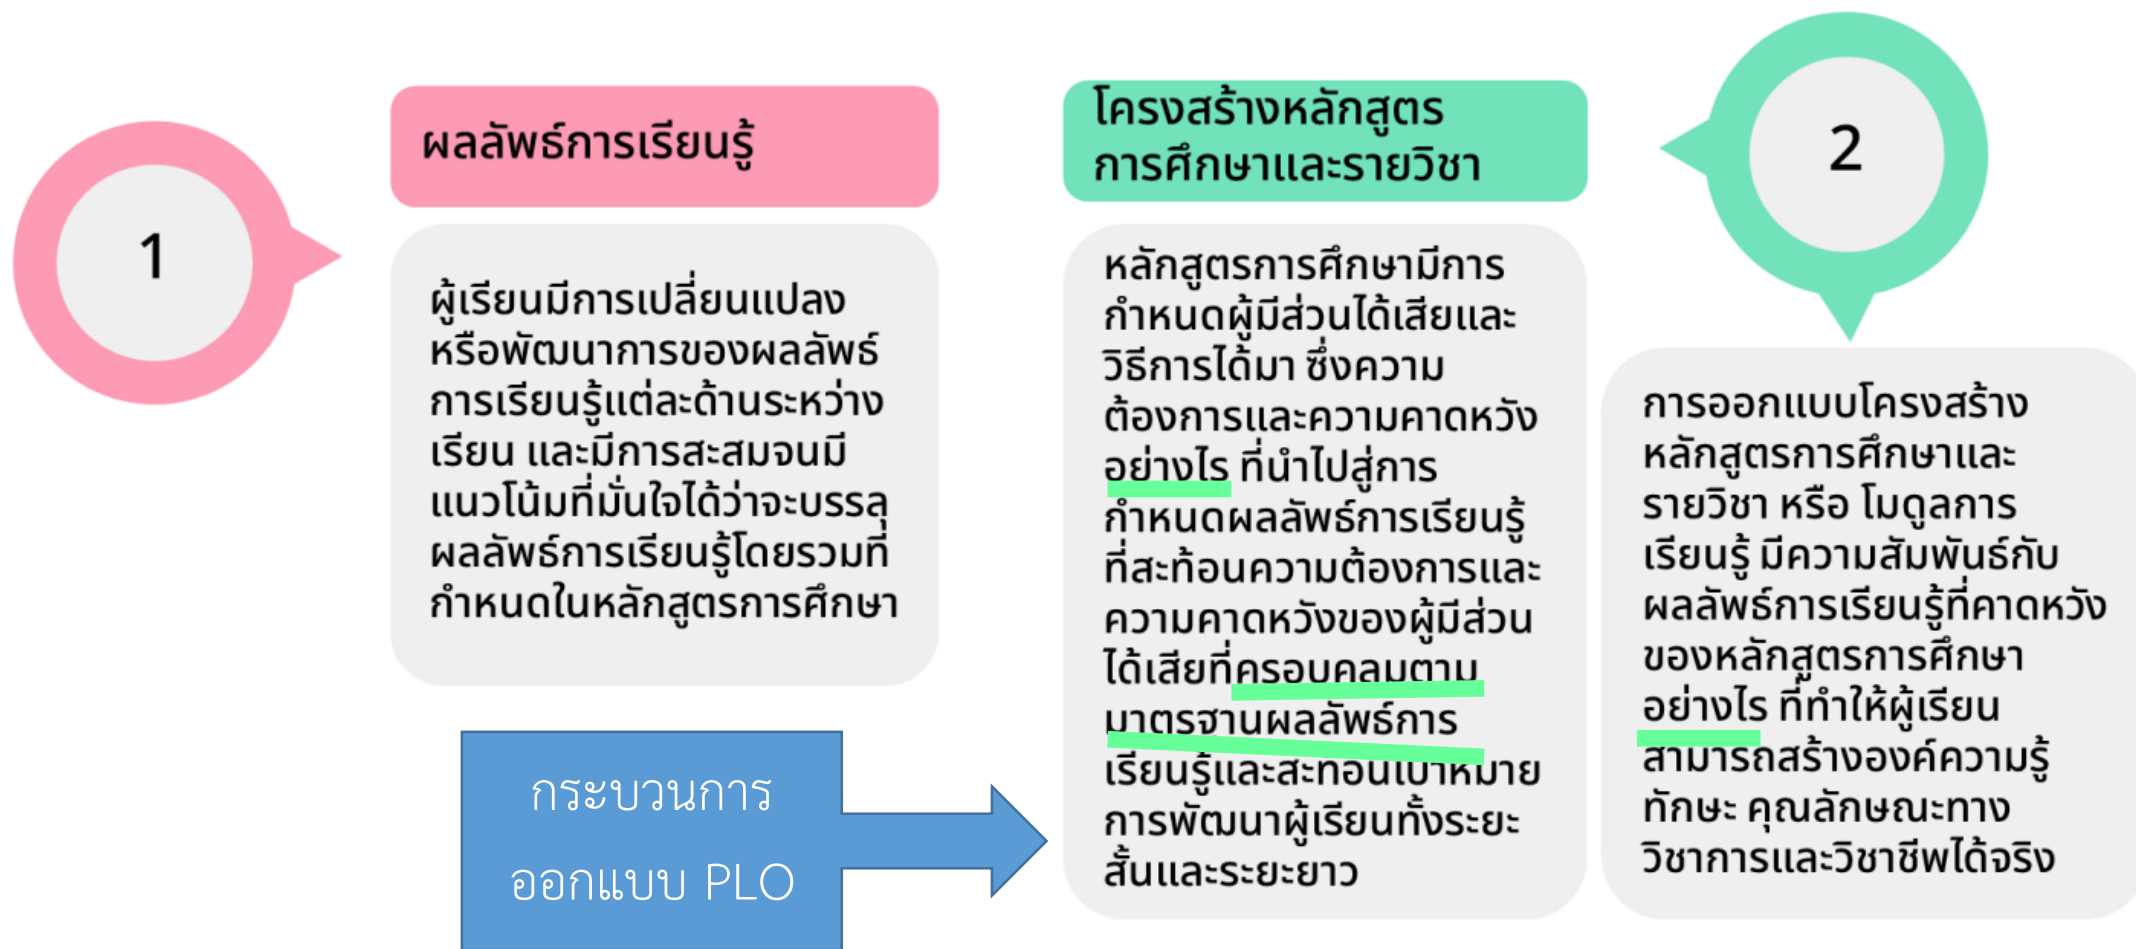 1
ผลลัพธ์การเรียนรู้
ผู้เรียนมีการเปลี่ยนแปลง
หรือพัฒนาการของผลลัพธ์
การเรียนรู้แต่ละด้านระหว่าง
เรียน และมีการสะสมจนมี
แนวโน้มที่มั่นใจได้ว่าจะบรรลุ
ผลลัพธ์การเรียนรู้โดยรวมที่
กำหนดในหลักสูตรการศึกษา
กระบวนการ
ออกแบบ PLO
โครงสร้างหลักสูตร
การศึกษาและรายวิชา
หลักสูตรการศึกษามีการ
กำหนดผู้มีส่วนได้เสียและ
วิธีการได้มา ซึ่งความ
ต้องการและความคาดหวัง
อย่างไร ที่นำไปสู่การ
กำหนดผลลัพธ์การเรียนรู้
ที่สะท้อนความต้องการและ
ความคาดหวังของผู้มีส่วน
ได้เสียที่ครอบคลุมตาม
มาตรฐานผลลัพธ์การ
เรียนรู้และสะท้อนเป้าหมาย
การพัฒนาผู้เรียนทั้งระยะ
สั้นและระยะยาว
2
การออกแบบโครงสร้าง
หลักสูตรการศึกษาและ
รายวิชา หรือ โมดูลการ
เรียนรู้ มีความสัมพันธ์กับ
ผลลัพธ์การเรียนรู้ที่คาดหวัง
ของหลักสูตรการศึกษา
อย่างไร ที่ทำให้ผู้เรียน
สามารถสร้างองค์ความรู้
ทักษะ คุณลักษณะทาง
วิชาการและวิชาชีพได้จริง